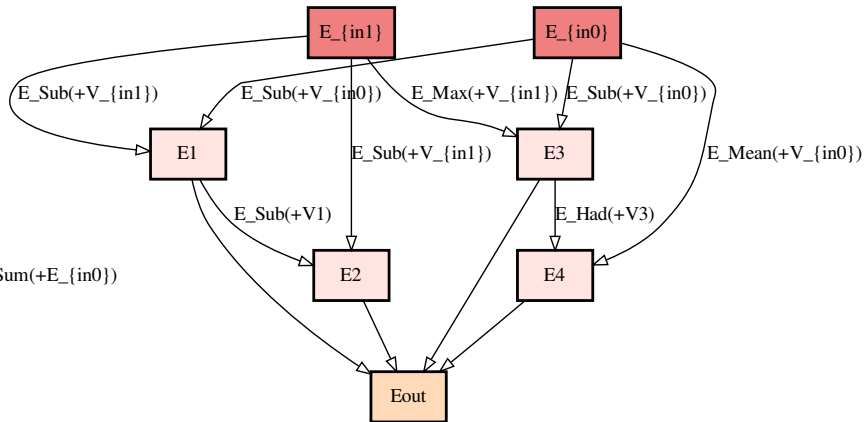 E_{in1}
E_{in0}
E_Sub(+V_{in1})
E_Sub(+V_{in0})
E_Max(+V_{in1})
E_Sub(+V_{in0})
E1
E3
E_Sub(+V_{in1})
E_Mean(+V_{in0})
E_Sub(+V1)
E_Had(+V3)
Sum(+E_{in0})
E2
E4
Eout